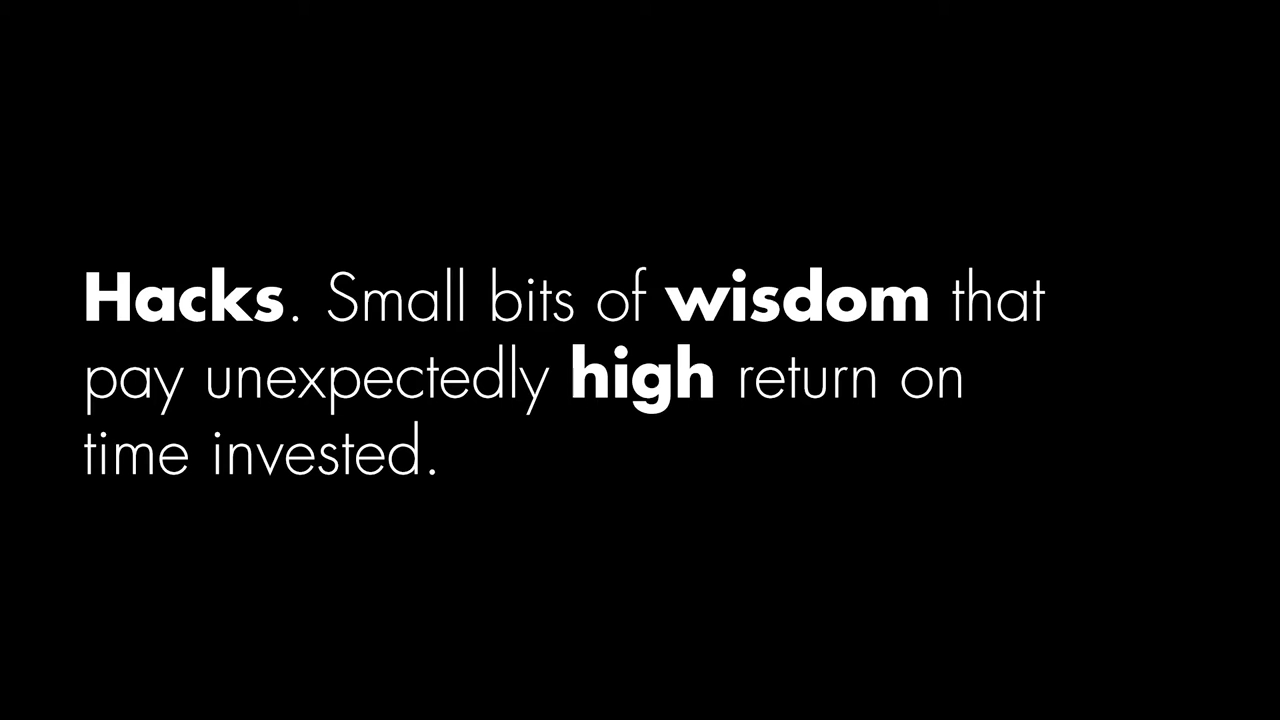 Hacks. Small bits of wisdom that
pay unexpectedly high return on
time invested.